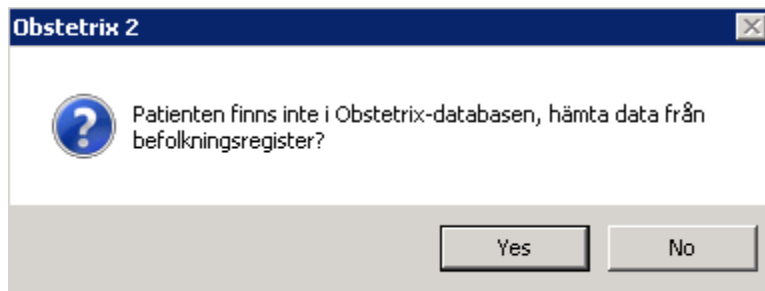 Obstetrix 2
Patienten finns inte i Obstetrix-databasen, hämta data från
befolkningsregister?
Yes
No